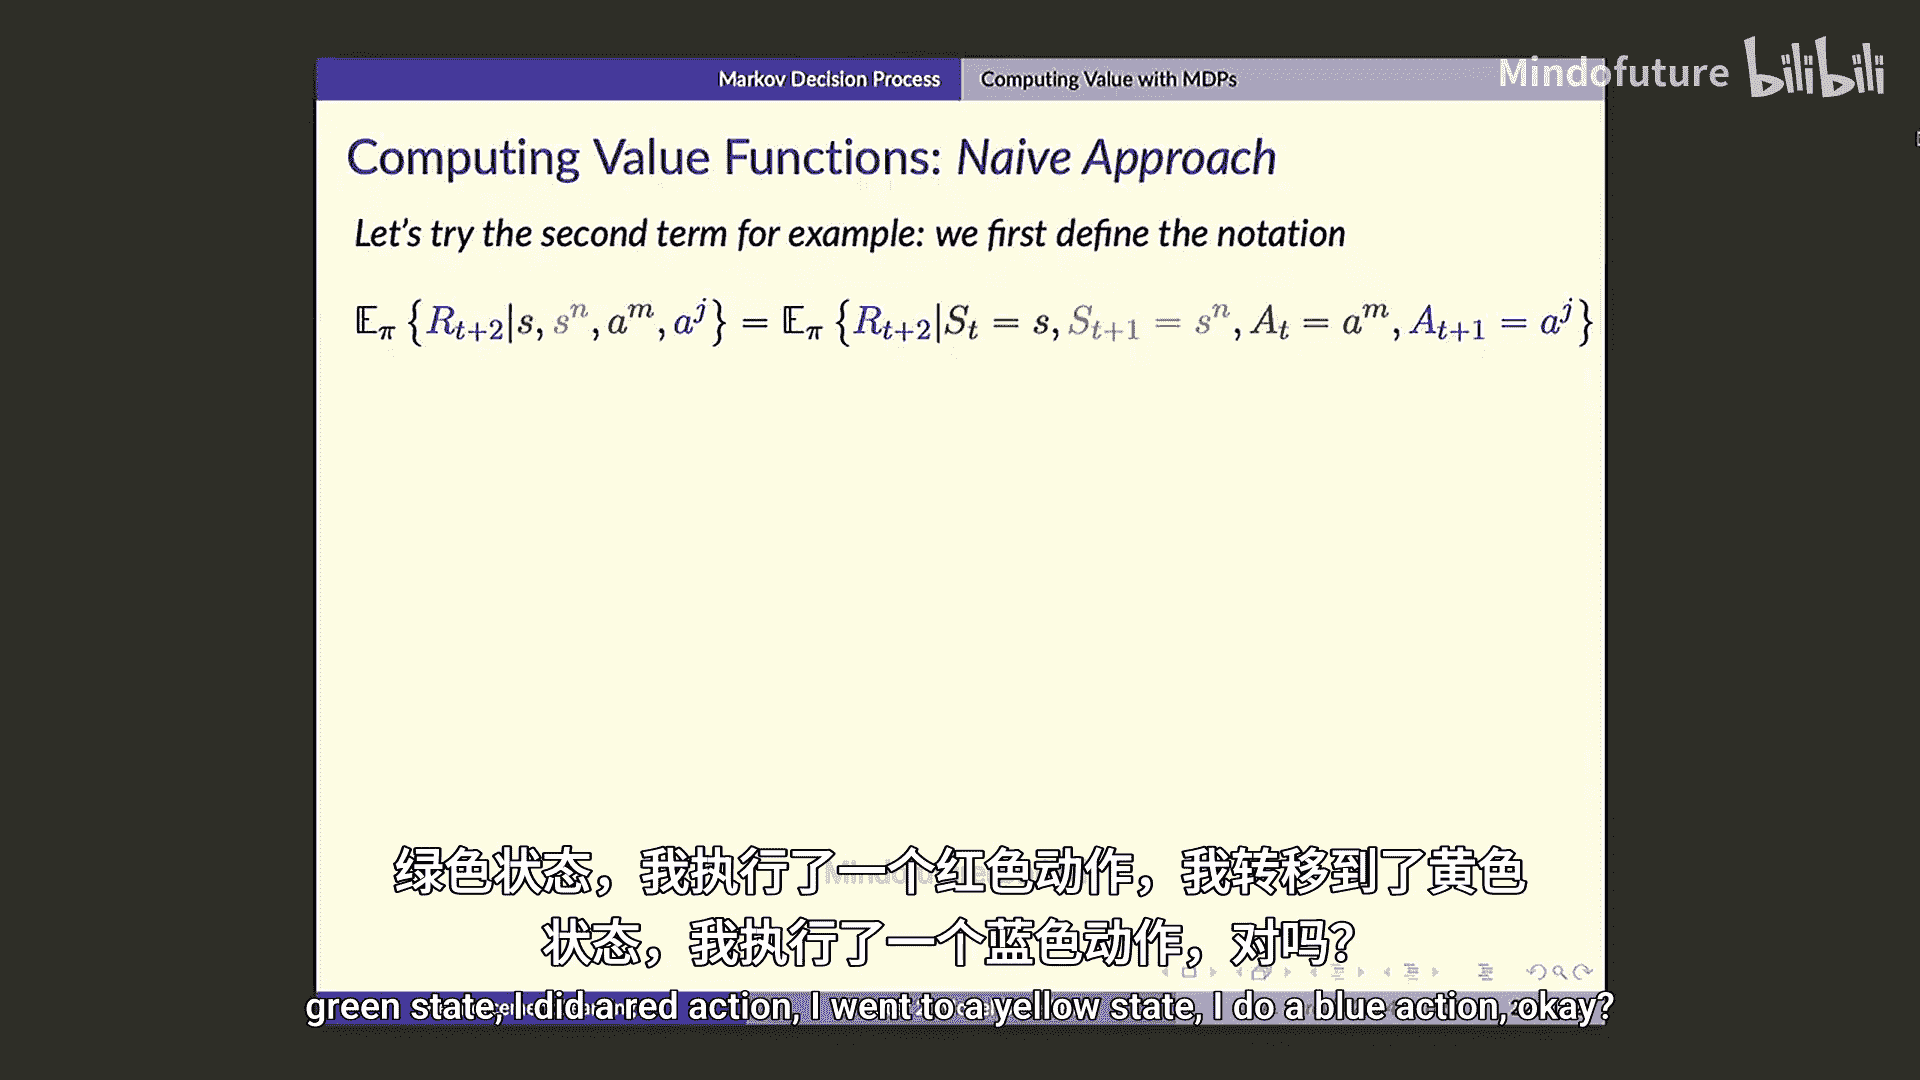 Mindofuture bilibili
Markov Decision Process Computing Value with MDPs
Computing Value Functions: Naive Approach
Let's try the second term for example: we first define the notation
𝔼π {Rt+2|s, sⁿ, aᵐ, aʲ} = 𝔼π {Rt+2|St = s, St+1 = sⁿ, At = aᵐ, At+1 = aʲ}
绿色状态，我执行了一个红色动作，我转移到了黄色
状态，我执行了一个蓝色动作，对吗？
green state, I did a red action, I went to a yellow state, I do a blue action, okay?